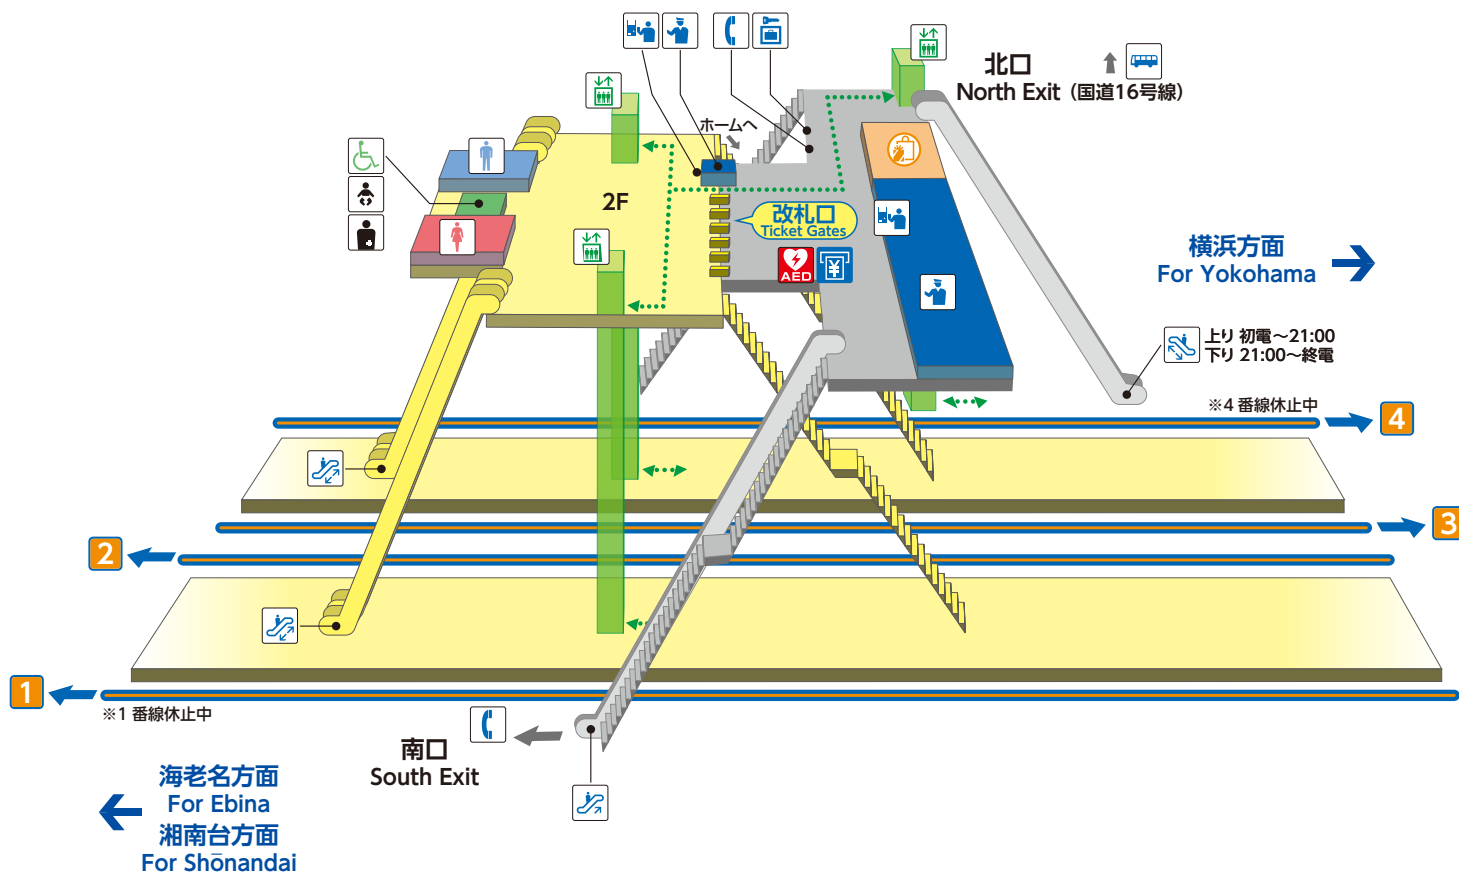 北口
North Exit（国道16号線）
ホームへ
2F
改札口
Ticket Gates
AED
¥
横浜方面
For Yokohama
上り 初電～21:00
下り 21:00～終電
※4 番線休止中
4
3
2
1
※1 番線休止中
南口
South Exit
海老名方面
For Ebina
湘南台方面
For Shōnandai